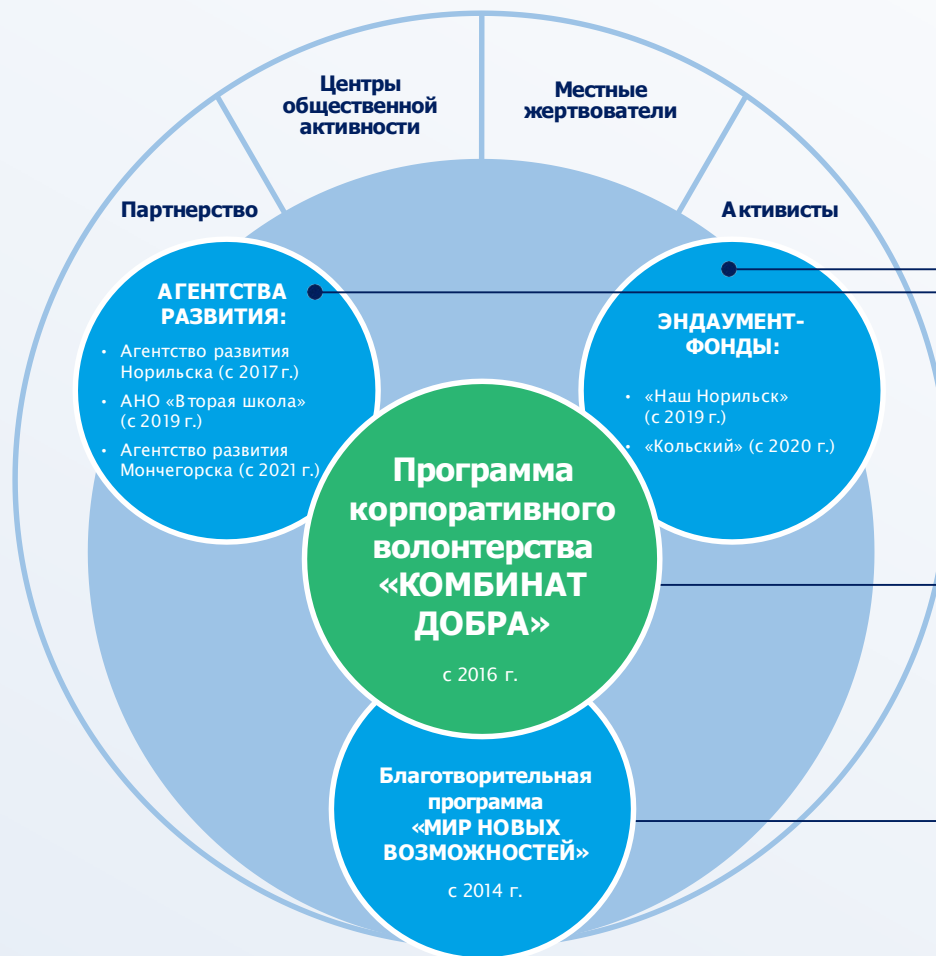 Центры
общественной
активности
Местные
жертвователи
Партнерство
Активисты
АГЕНТСТВА
РАЗВИТИЯ:
• Агентство развития
Норильска (с 2017 г.)
• АНО «Вторая школа»
(с 2019 г.)
• Агентство развития
Мончегорска (с 2021 г.)
ЭНДАУМЕНТ-
ФОНДЫ:
• «Наш Норильск»
(с 2019 г.)
• «Кольский» (с 2020 г.)
Программа
корпоративного
волонтерства
«КОМБИНАТ
ДОБРА»
с 2016 г.
Благотворительная
программа
«МИР НОВЫХ
ВОЗМОЖНОСТЕЙ»
с 2014 г.